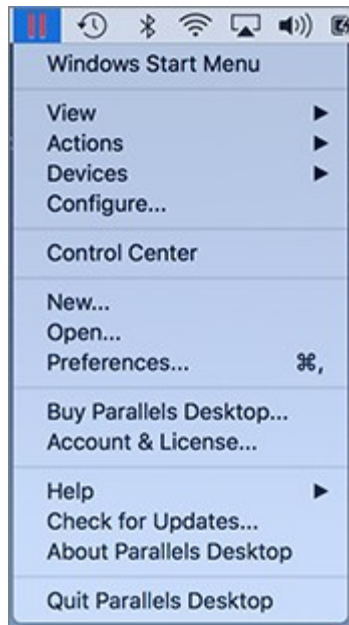 Windows Start Menu
View
Actions
Devices
Configure...
Control Center
New...
Open...
Preferences... ⌘,
Buy Parallels Desktop...
Account & License...
Help
Check for Updates...
About Parallels Desktop
Quit Parallels Desktop